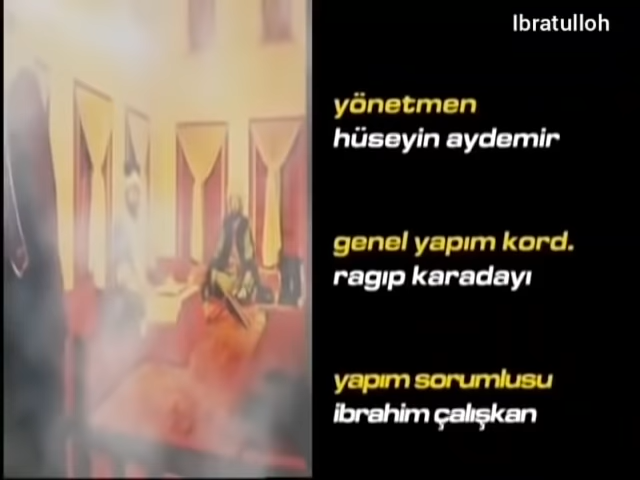 Ibratulloh
yönetmen
hüseyin aydemir
genel yapım kord.
ragıp karadayı
yapım sorumlusu
ibrahim çalışkan